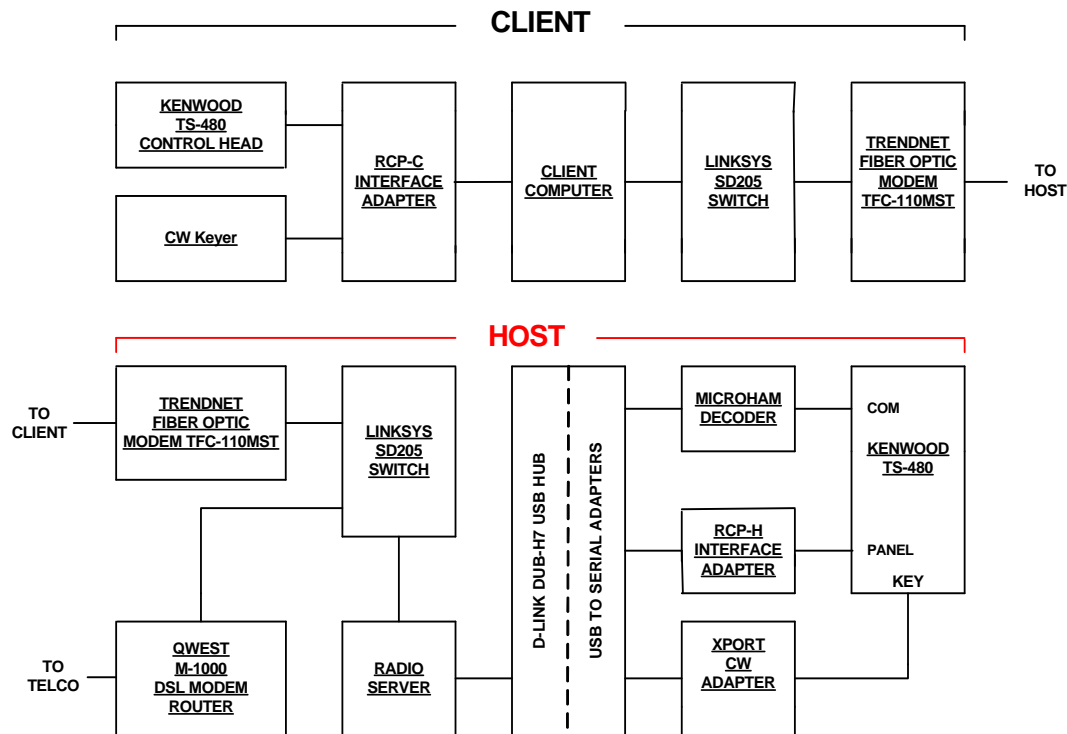 CLIENT
KENWOOD
TS-480
CONTROL HEAD
CW Keyer
RCP-C
INTERFACE
ADAPTER
CLIENT
COMPUTER
LINKSYS
SD205
SWITCH
TRENDNET
FIBER OPTIC
MODEM
TFC-110MST
TO
HOST
HOST
TO
CLIENT
TRENDNET
FIBER OPTIC
MODEM TFC-110MST
LINKSYS
SD205
SWITCH
D-LINK DUB-H7 USB HUB
USB TO SERIAL ADAPTERS
MICROHAM
DECODER
COM
KENWOOD
TS-480
RCP-H
INTERFACE
ADAPTER
PANEL
KEY
TO
TELCO
QWEST
M-1000
DSL MODEM
ROUTER
RADIO
SERVER
XPORT
CW
ADAPTER